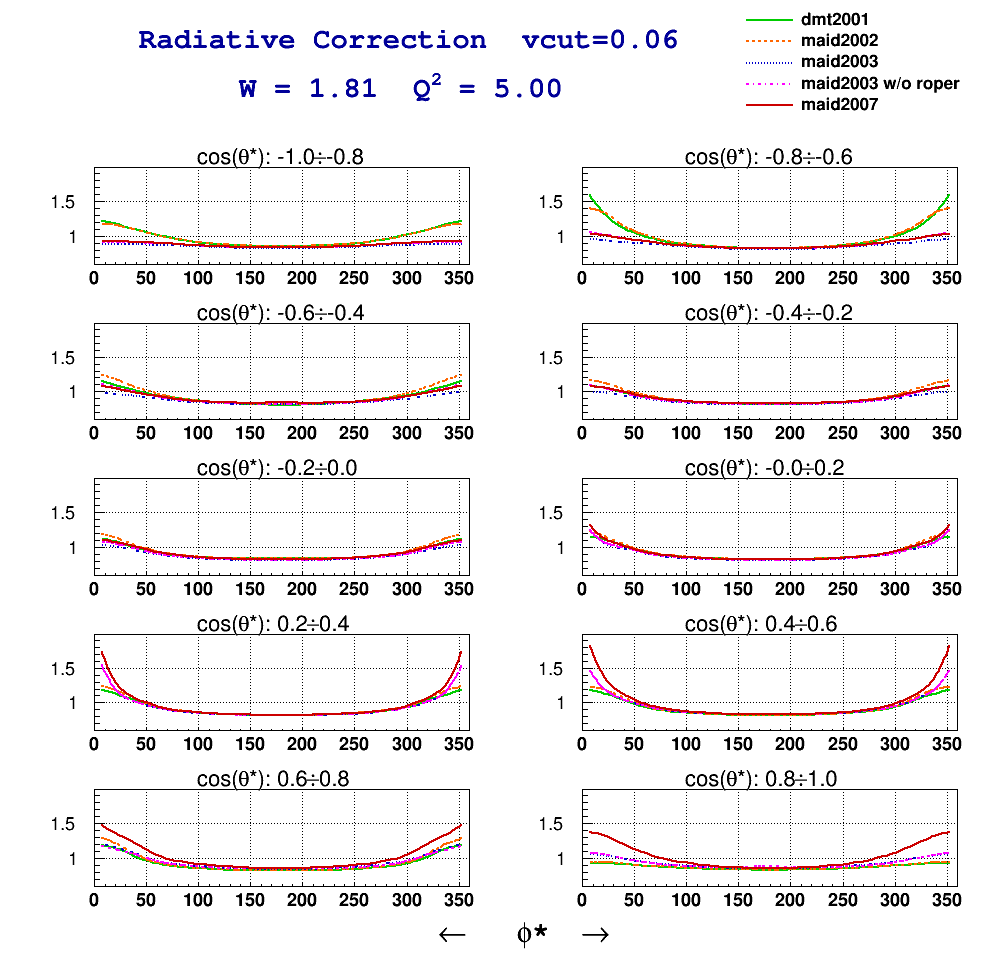 Radiative Correction vcut=0.06
W = 1.81 Q² = 5.00
dmt2001
maid2002
maid2003
maid2003 w/o roper
maid2007
cos(θ*): -1.0÷-0.8
1.5
1
0 50 100 150 200 250 300 350
cos(θ*): -0.8÷-0.6
1.5
1
0 50 100 150 200 250 300 350
cos(θ*): -0.6÷-0.4
1.5
1
0 50 100 150 200 250 300 350
cos(θ*): -0.4÷-0.2
1.5
1
0 50 100 150 200 250 300 350
cos(θ*): -0.2÷0.0
1.5
1
0 50 100 150 200 250 300 350
cos(θ*): -0.0÷0.2
1.5
1
0 50 100 150 200 250 300 350
cos(θ*): 0.2÷0.4
1.5
1
0 50 100 150 200 250 300 350
cos(θ*): 0.4÷0.6
1.5
1
0 50 100 150 200 250 300 350
cos(θ*): 0.6÷0.8
1.5
1
0 50 100 150 200 250 300 350
cos(θ*): 0.8÷1.0
1.5
1
0 50 100 150 200 250 300 350
← ϕ* →